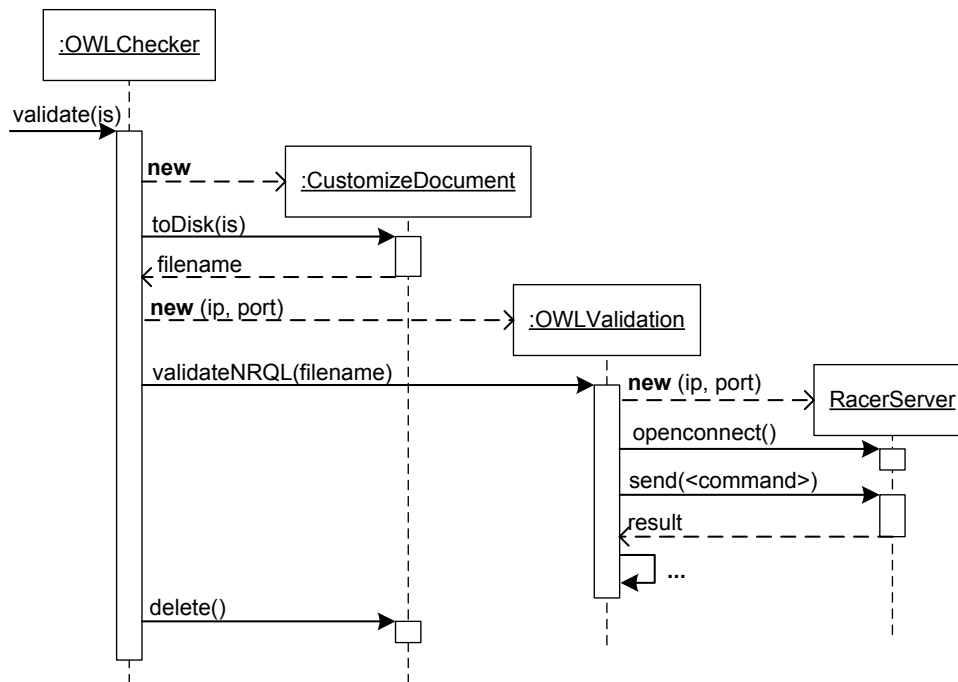 :OWLChecker
validate(is)
new
:CustomizeDocument
toDisk(is)
filename
new (ip, port)
:OWLValidation
validateNRQL(filename)
new (ip, port)
RacerServer
openconnect()
send(<command>)
result
...
delete()